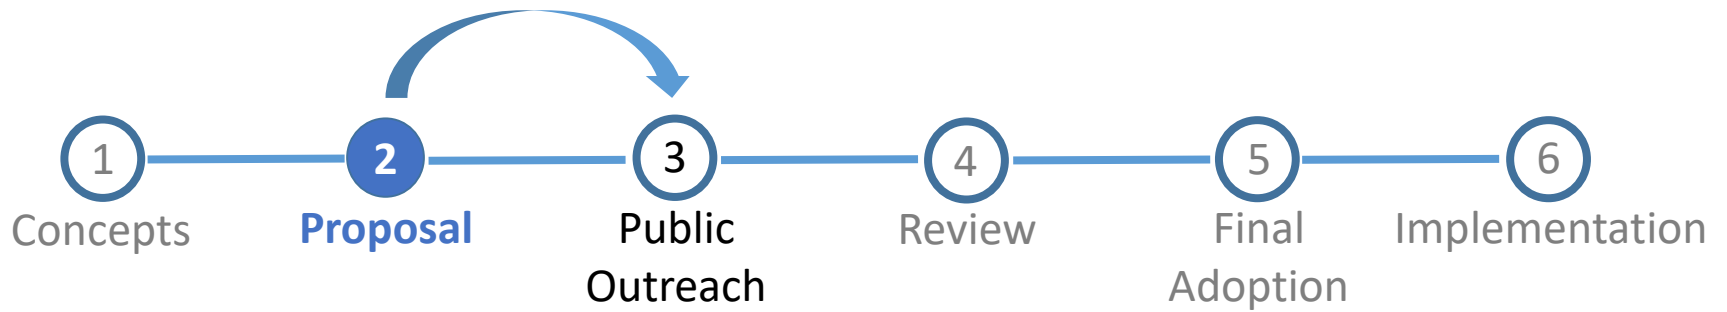 1 2 3 4 5 6
Concepts Proposal Public Review Final Implementation
Outreach Adoption